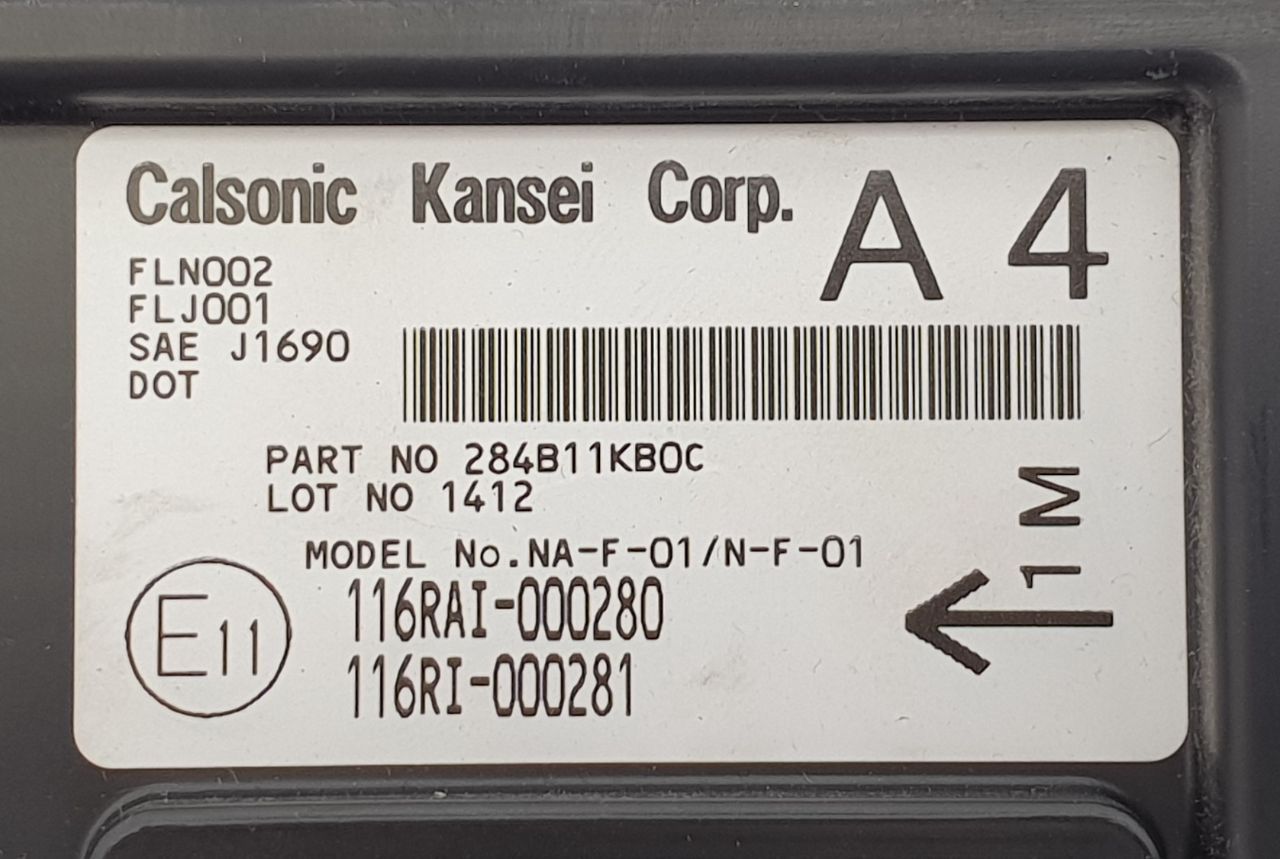 Calsonic Kansei Corp.
A 4
FLN002
FLJ001
SAE J1690
DOT
PART NO 284B11KB0C
LOT NO 1412
1M
MODEL No.NA-F-01/N-F-01
E11
116RAI-000280
116RI-000281